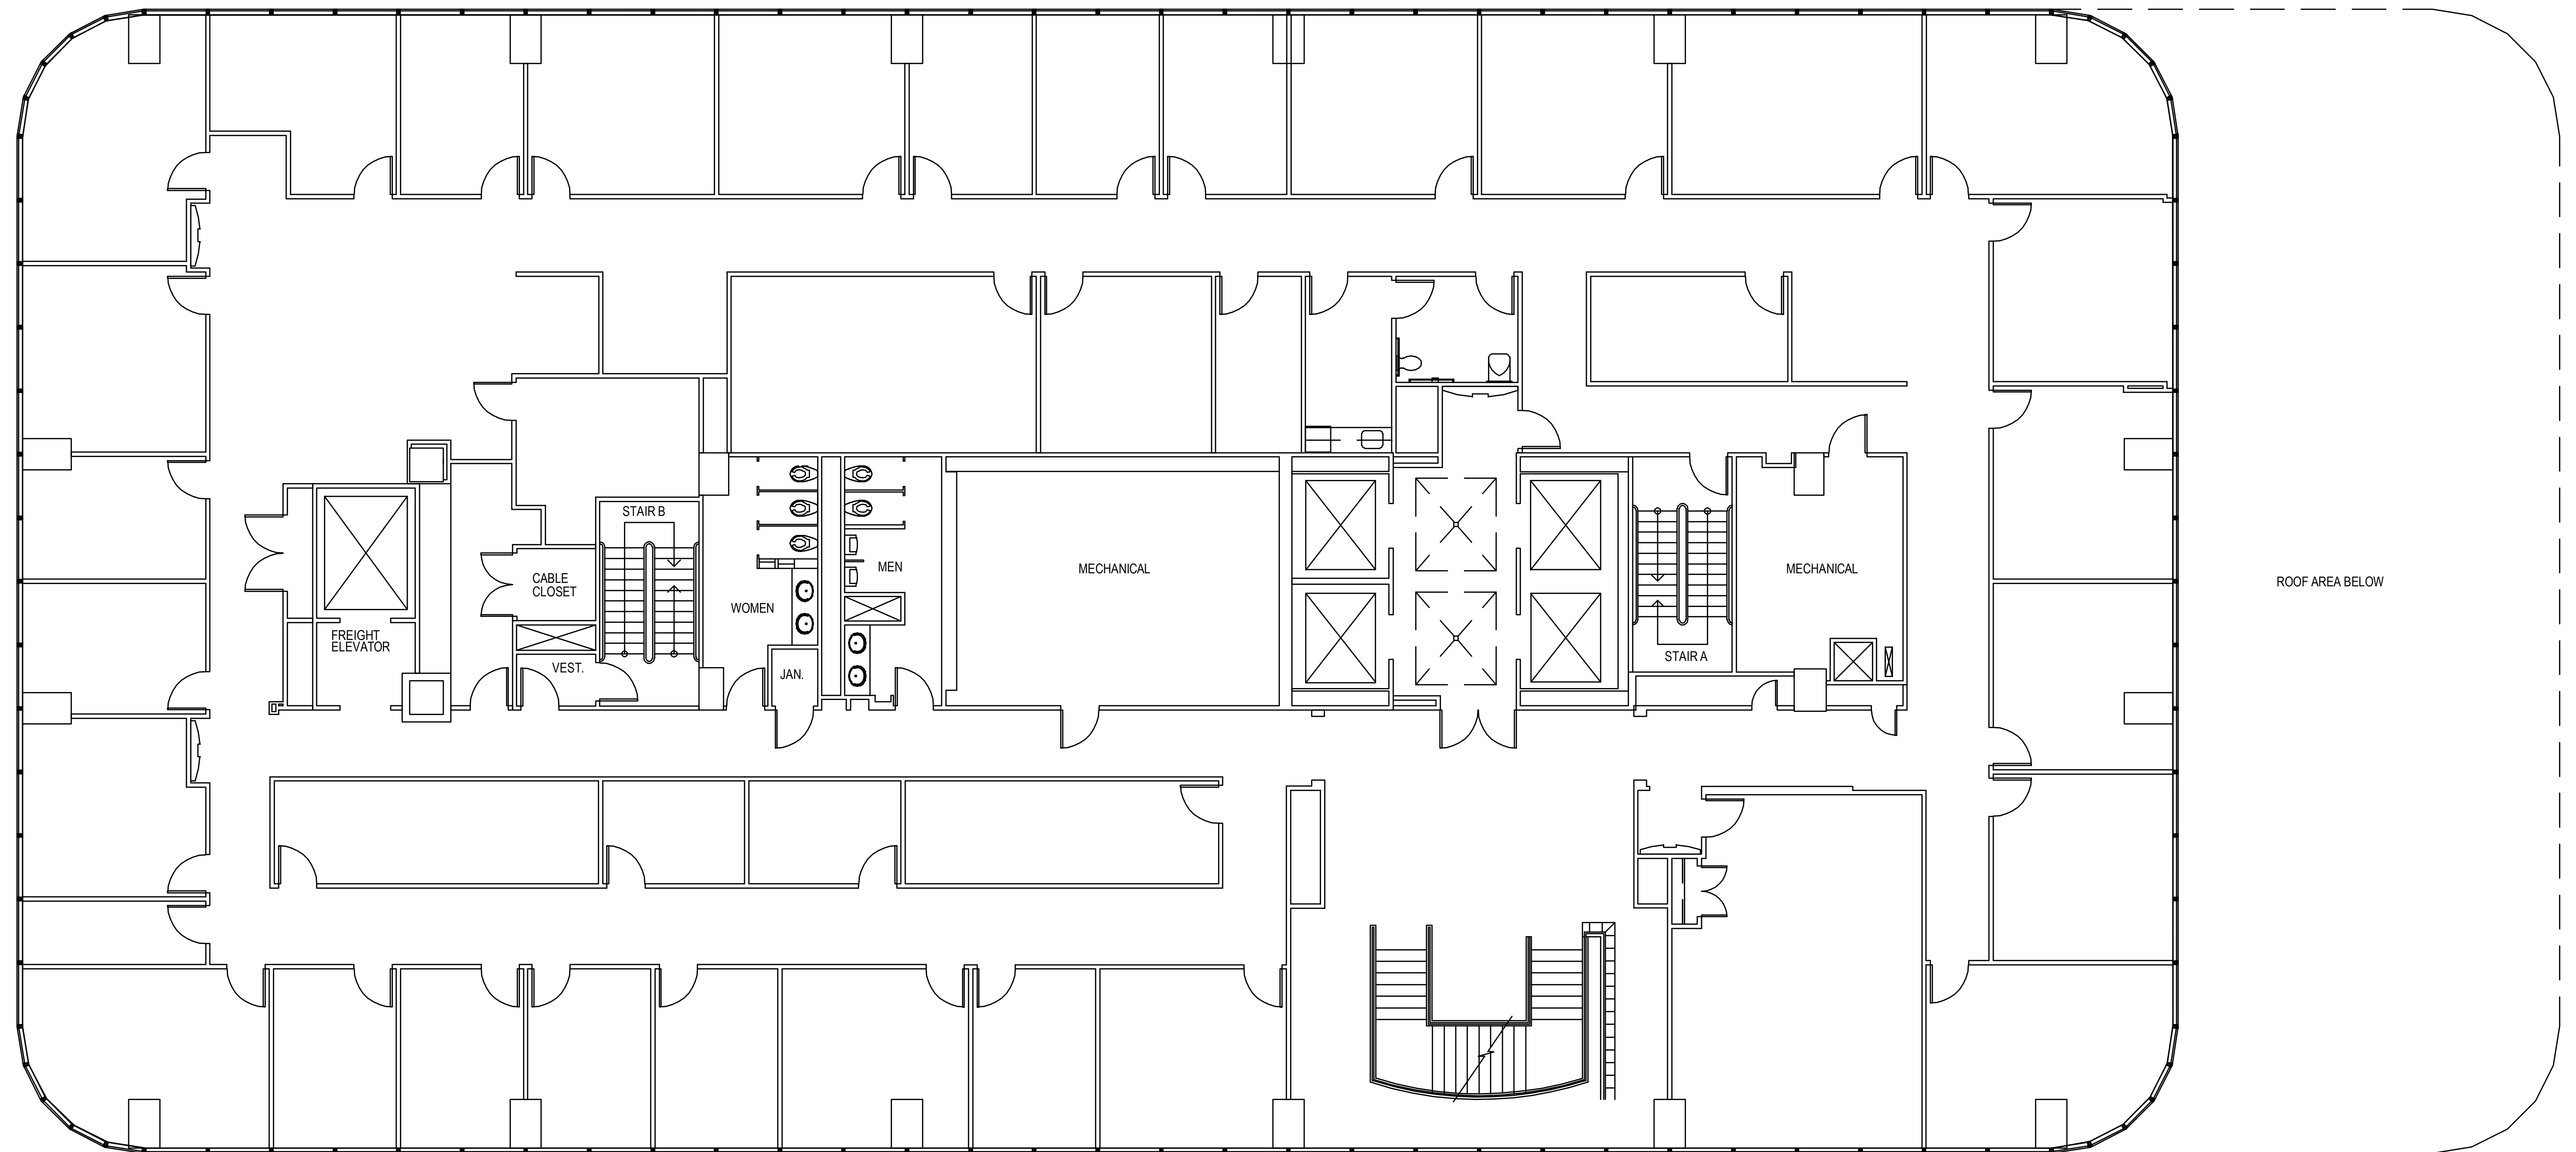 STAIR B
CABLE
CLOSET
MEN
MECHANICAL
MECHANICAL
ROOF AREA BELOW
WOMEN
FREIGHT
ELEVATOR
VEST.
JAN.
STAIR A